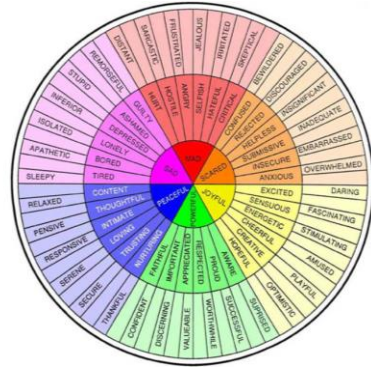 MAD
SCARED
JOYFUL
POWERFUL
PEACEFUL
SAD
HURT
HOSTILE
ANGRY
SELFISH
HATEFUL
CRITICAL
CONFUSED
REJECTED
HELPLESS
SUBMISSIVE
INSECURE
ANXIOUS
EXCITED
SENSUOUS
ENERGETIC
CHEERFUL
CREATIVE
HOPEFUL
AWARE
PROUD
RESPECTED
APPRECIATED
IMPORTANT
FAITHFUL
NURTURING
TRUSTING
LOVING
INTIMATE
THOUGHTFUL
CONTENT
TIRED
BORED
LONELY
DEPRESSED
ASHAMED
GUILTY
DISTANT
SARCASTIC
FRUSTRATED
JEALOUS
IRRITATED
SKEPTICAL
BEWILDERED
DISCOURAGED
INSIGNIFICANT
INADEQUATE
EMBARRASSED
OVERWHELMED
DARING
FASCINATING
STIMULATING
AMUSED
PLAYFUL
OPTIMISTIC
SUPRISED
SUCCESSFUL
WORTHWHILE
VALUEABLE
DISCERNING
CONFIDENT
THANKFUL
SECURE
SERENE
RESPONSIVE
PENSIVE
RELAXED
SLEEPY
APATHETIC
ISOLATED
INFERIOR
STUPID
REMORSEFUL